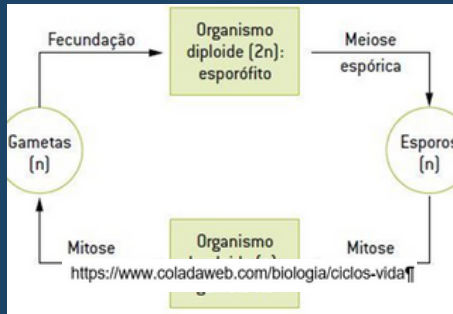 Fecundação
Organismo
diploide (2n):
esporófito
Meiose
espórica
Gametas
(n)
Esporos
(n)
Mitose
Organismo
Mitose
https://www.coladaweb.com/biologia/ciclos-vida¶